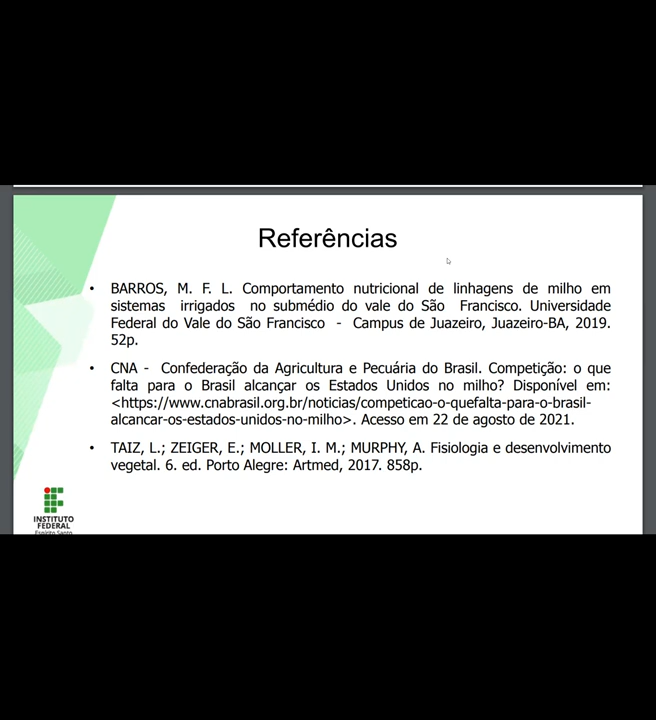 Referências
• BARROS, M. F. L. Comportamento nutricional de linhagens de milho em
sistemas irrigados no submédio do vale do São Francisco. Universidade
Federal do Vale do São Francisco - Campus de Juazeiro, Juazeiro-BA, 2019.
52p.
• CNA - Confederação da Agricultura e Pecuária do Brasil. Competição: o que
falta para o Brasil alcançar os Estados Unidos no milho? Disponível em:
<https://www.cnabrasil.org.br/noticias/competicao-o-quefalta-para-o-brasil-
alcancar-os-estados-unidos-no-milho>. Acesso em 22 de agosto de 2021.
• TAIZ, L.; ZEIGER, E.; MOLLER, I. M.; MURPHY, A. Fisiologia e desenvolvimento
vegetal. 6. ed. Porto Alegre: Artmed, 2017. 858p.
INSTITUTO
FEDERAL
Espírito Santo